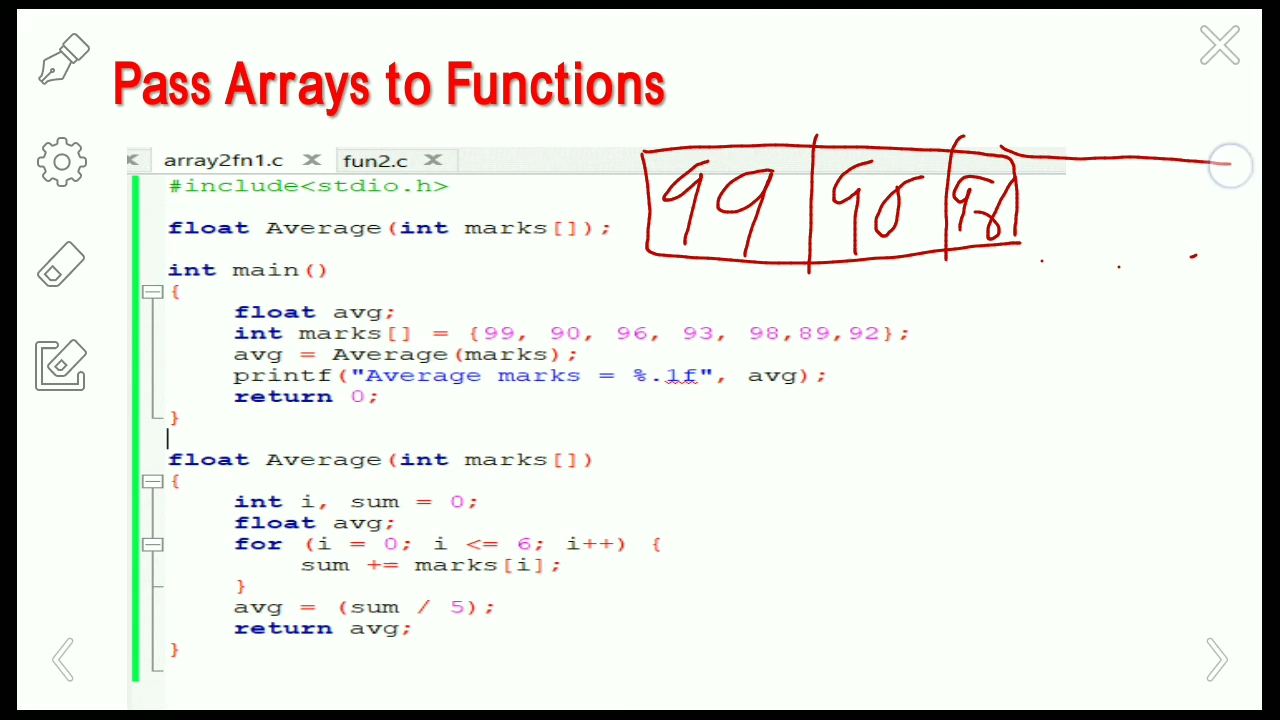 Pass Arrays to Functions
array2fn1.c fun2.c
#include<stdio.h>
99 90 96
float Average(int marks[]);
int main()
{
float avg;
int marks[] = {99, 90, 96, 93, 98,89,92};
avg = Average(marks);
printf("Average marks = %.1f", avg);
return 0;
}
float Average(int marks[])
{
int i, sum = 0;
float avg;
for (i = 0; i <= 6; i++) {
sum += marks[i];
}
avg = (sum / 5);
return avg;
}